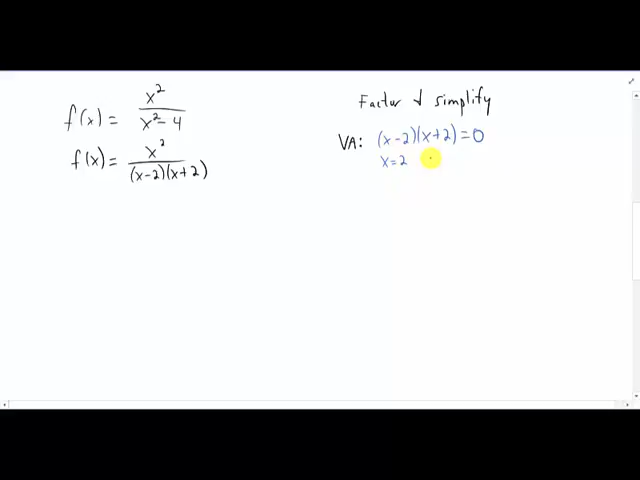 f(x) = x² / x² - 4
f(x) = x² / (x-2)(x+2)
Factor & simplify
VA: (x-2)(x+2) = 0
x = 2